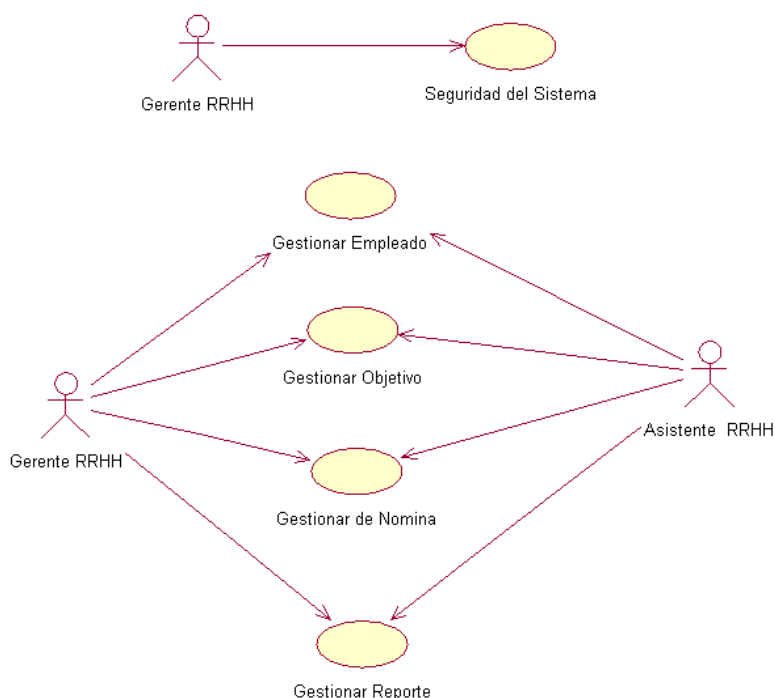 Gerente RRHH
Seguridad del Sistema
Gestionar Empleado
Gestionar Objetivo
Gerente RRHH
Asistente RRHH
Gestionar de Nomina
Gestionar Reporte